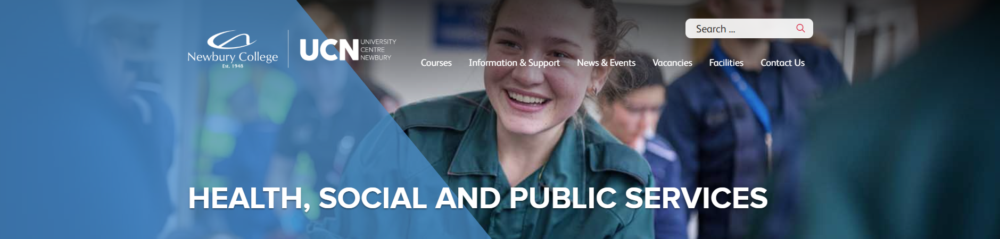 Search ...
Newbury College
Est. 1948
UCN
UNIVERSITY
CENTRE
NEWBURY
Courses
Information & Support
News & Events
Vacancies
Facilities
Contact Us
HEALTH, SOCIAL AND PUBLIC SERVICES